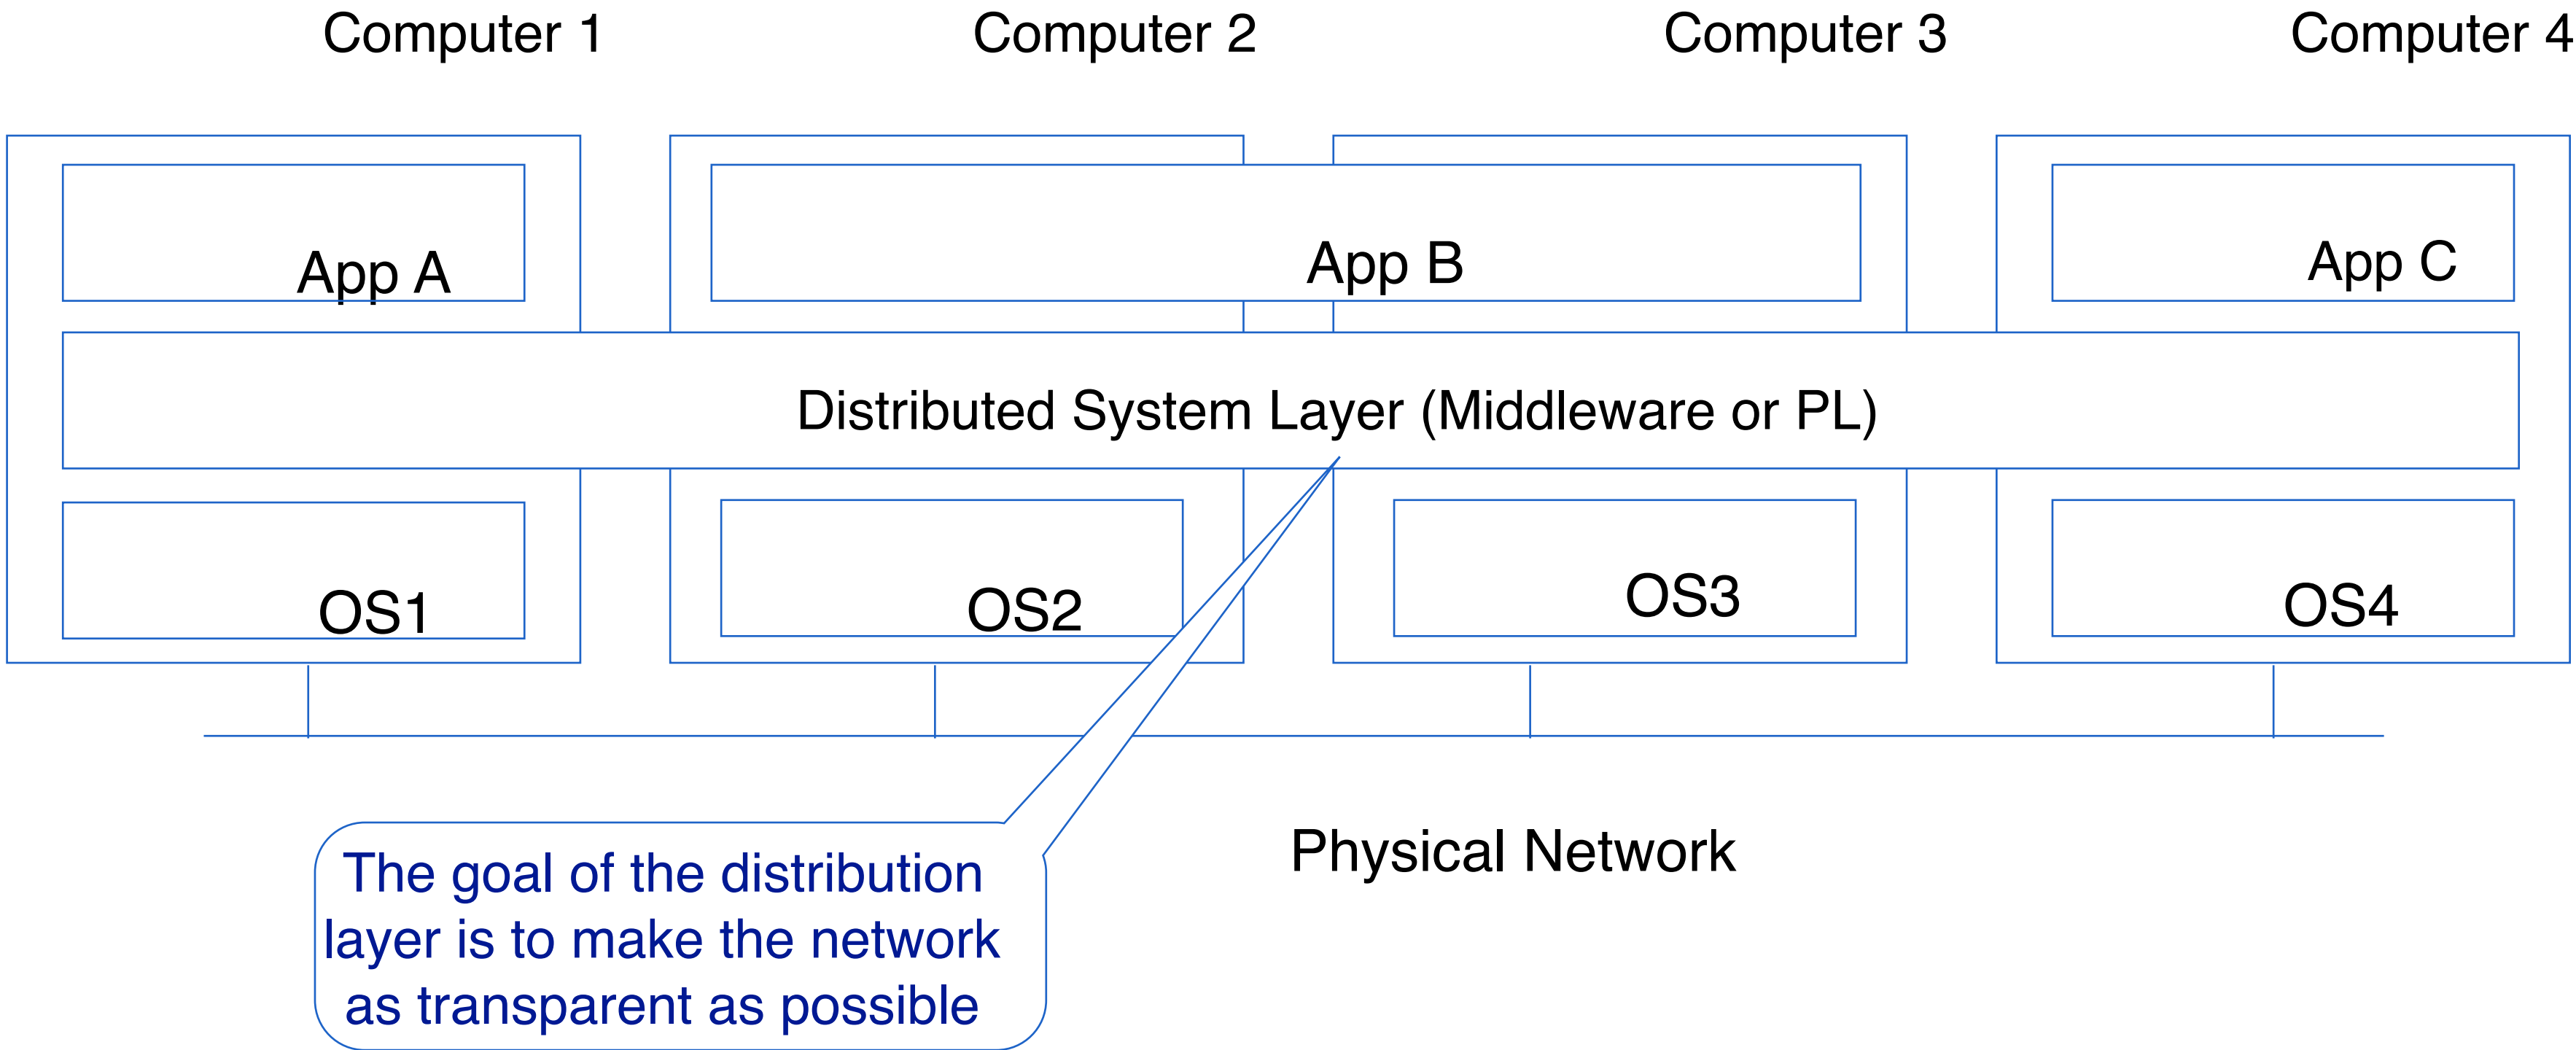 Computer 1
Computer 2
Computer 3
Computer 4
App A
App B
App C
Distributed System Layer (Middleware or PL)
OS1
OS2
OS3
OS4
Physical Network
The goal of the distribution
layer is to make the network
as transparent as possible